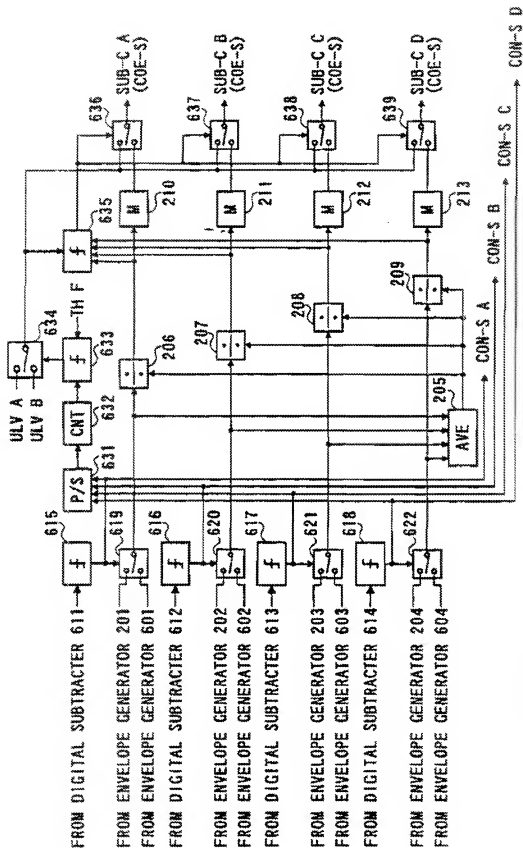 FROM DIGITAL SUBTRACTER 611
615
FROM ENVELOPE GENERATOR 201
619
FROM ENVELOPE GENERATOR 601
FROM DIGITAL SUBTRACTER 612
616
FROM ENVELOPE GENERATOR 202
620
FROM ENVELOPE GENERATOR 602
FROM DIGITAL SUBTRACTER 613
617
FROM ENVELOPE GENERATOR 203
621
FROM ENVELOPE GENERATOR 603
FROM DIGITAL SUBTRACTER 614
618
FROM ENVELOPE GENERATOR 204
622
FROM ENVELOPE GENERATOR 604
P/S
631
CNT
632
633
TH F
ULV A
ULV B
634
635
206
207
208
209
AVE
205
M
210
M
211
M
212
M
213
636
SUB-C A
(COE-S)
637
SUB-C B
(COE-S)
638
SUB-C C
(COE-S)
639
SUB-C D
(COE-S)
CON-S A
CON-S B
CON-S C
CON-S D